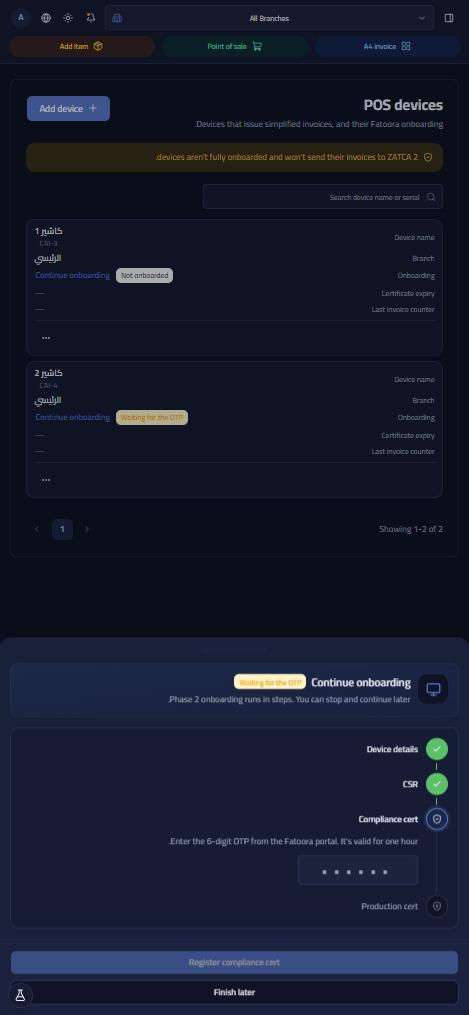 A
All Branches
Add item
Point of sale
A4 invoice
Add device +
POS devices
.Devices that issue simplified invoices, and their Fatoora onboarding
.devices aren't fully onboarded and won't send their invoices to ZATCA 2
Search device name or serial
كاشير 1
CAI-3
Device name
الرئيسي
Branch
Continue onboarding
Not onboarded
Onboarding
—
Certificate expiry
—
Last invoice counter
...
كاشير 2
CAI-4
Device name
الرئيسي
Branch
Continue onboarding
Waiting for the OTP
Onboarding
—
Certificate expiry
—
Last invoice counter
...
1
Showing 1-2 of 2
Waiting for the OTP
Continue onboarding
.Phase 2 onboarding runs in steps. You can stop and continue later
Device details
CSR
Compliance cert
.Enter the 6-digit OTP from the Fatoora portal. It's valid for one hour
Production cert
Register compliance cert
Finish later